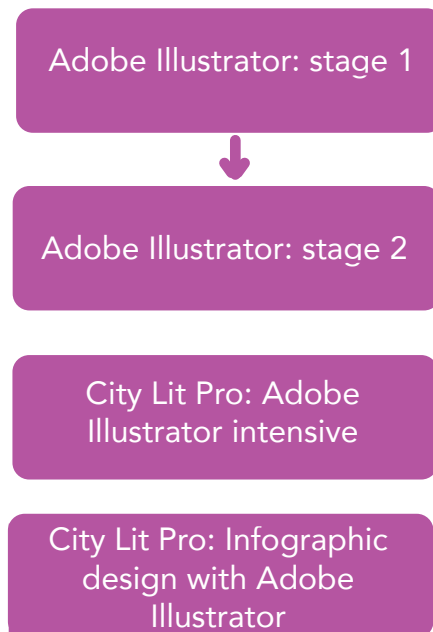 Adobe Illustrator: stage 1
Adobe Illustrator: stage 2
City Lit Pro: Adobe
Illustrator intensive
City Lit Pro: Infographic
design with Adobe
Illustrator